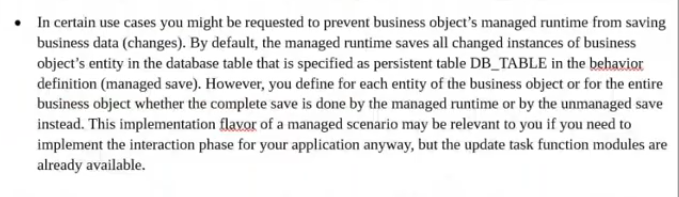 • In certain use cases you might be requested to prevent business object's managed runtime from saving
business data (changes). By default, the managed runtime saves all changed instances of business
object's entity in the database table that is specified as persistent table DB_TABLE in the behavior
definition (managed save). However, you define for each entity of the business object or for the entire
business object whether the complete save is done by the managed runtime or by the unmanaged save
instead. This implementation flavor of a managed scenario may be relevant to you if you need to
implement the interaction phase for your application anyway, but the update task function modules are
already available.